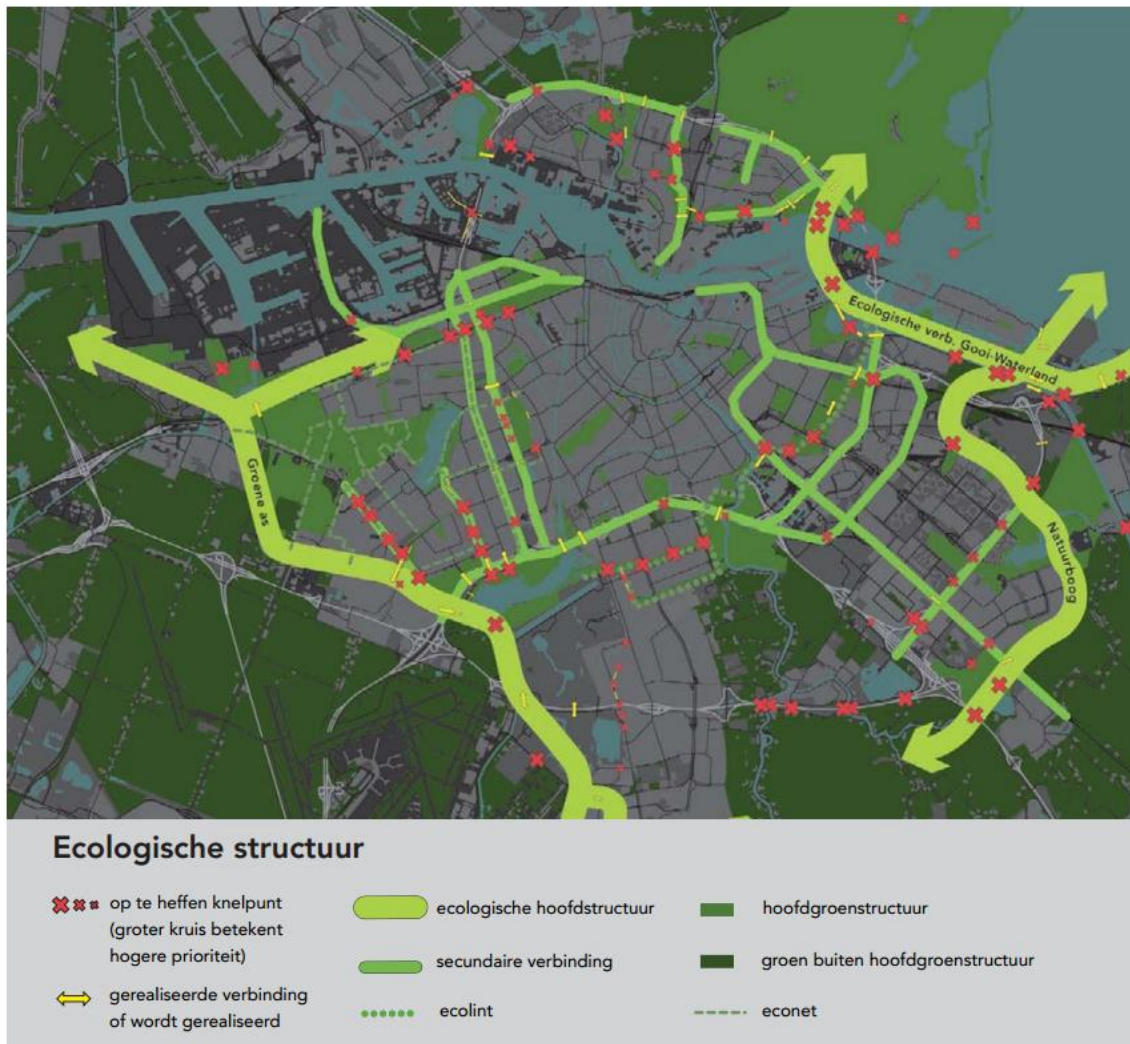 Ecologische verb. Gooi-Waterland
Groene as
Natuurboog
Ecologische structuur
op te heffen knelpunt
(groter kruis betekent
hogere prioriteit)
gerealiseerde verbinding
of wordt gerealiseerd
ecologische hoofdstructuur
secundaire verbinding
ecolint
hoofdgroenstructuur
groen buiten hoofdgroenstructuur
econet